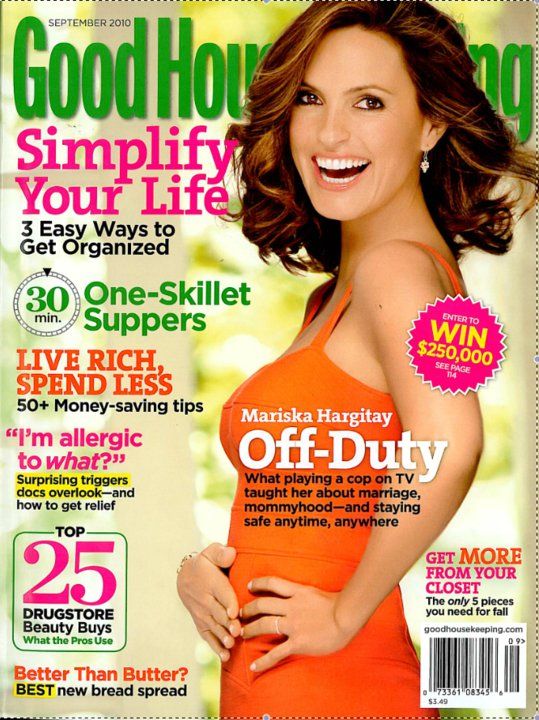 SEPTEMBER 2010
Good Housekeeping
Simplify
Your Life
3 Easy Ways to
Get Organized
30
min.
One-Skillet
Suppers
LIVE RICH,
SPEND LESS
50+ Money-saving tips
"I'm allergic
to what?"
Surprising triggers
docs overlook—and
how to get relief
TOP
25
DRUGSTORE
Beauty Buys
What the Pros Use
Better Than Butter?
BEST new bread spread
ENTER TO
WIN
$250,000
SEE PAGE
114
Mariska Hargitay
Off-Duty
What playing a cop on TV
taught her about marriage,
mommyhood—and staying
safe anytime, anywhere
GET MORE
FROM YOUR
CLOSET
The only 5 pieces
you need for fall
goodhousekeeping.com
09>
0 73361 08345 6
$3.49